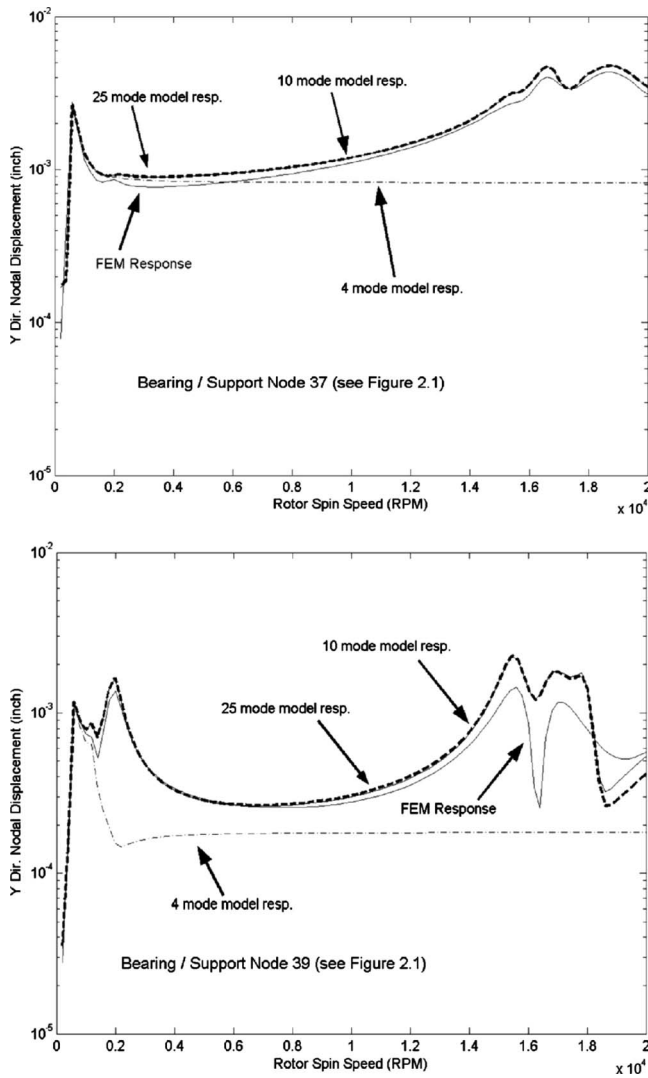 10^-2
25 mode model resp.
10 mode model resp.
10^-3
Y Dir. Nodal Displacement (inch)
FEM Response
4 mode model resp.
10^-4
Bearing / Support Node 37 (see Figure 2.1)
10^-5
0 0.2 0.4 0.6 0.8 1 1.2 1.4 1.6 1.8 2
Rotor Spin Speed (RPM)
x 10^4
10^-2
10 mode model resp.
25 mode model resp.
10^-3
Y Dir. Nodal Displacement (inch)
FEM Response
10^-4
4 mode model resp.
Bearing / Support Node 39 (see Figure 2.1)
10^-5
0 0.2 0.4 0.6 0.8 1 1.2 1.4 1.6 1.8 2
Rotor Spin Speed (RPM)
x 10^4